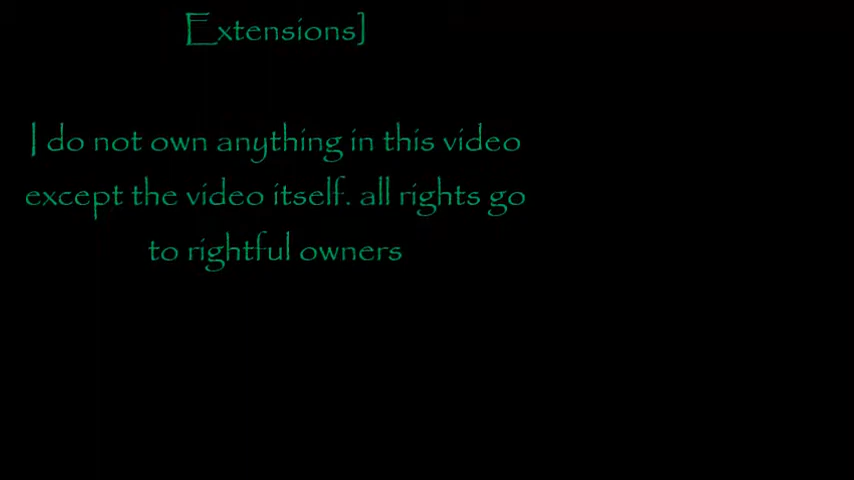 Extensions]
I do not own anything in this video
except the video itself. all rights go
to rightful owners